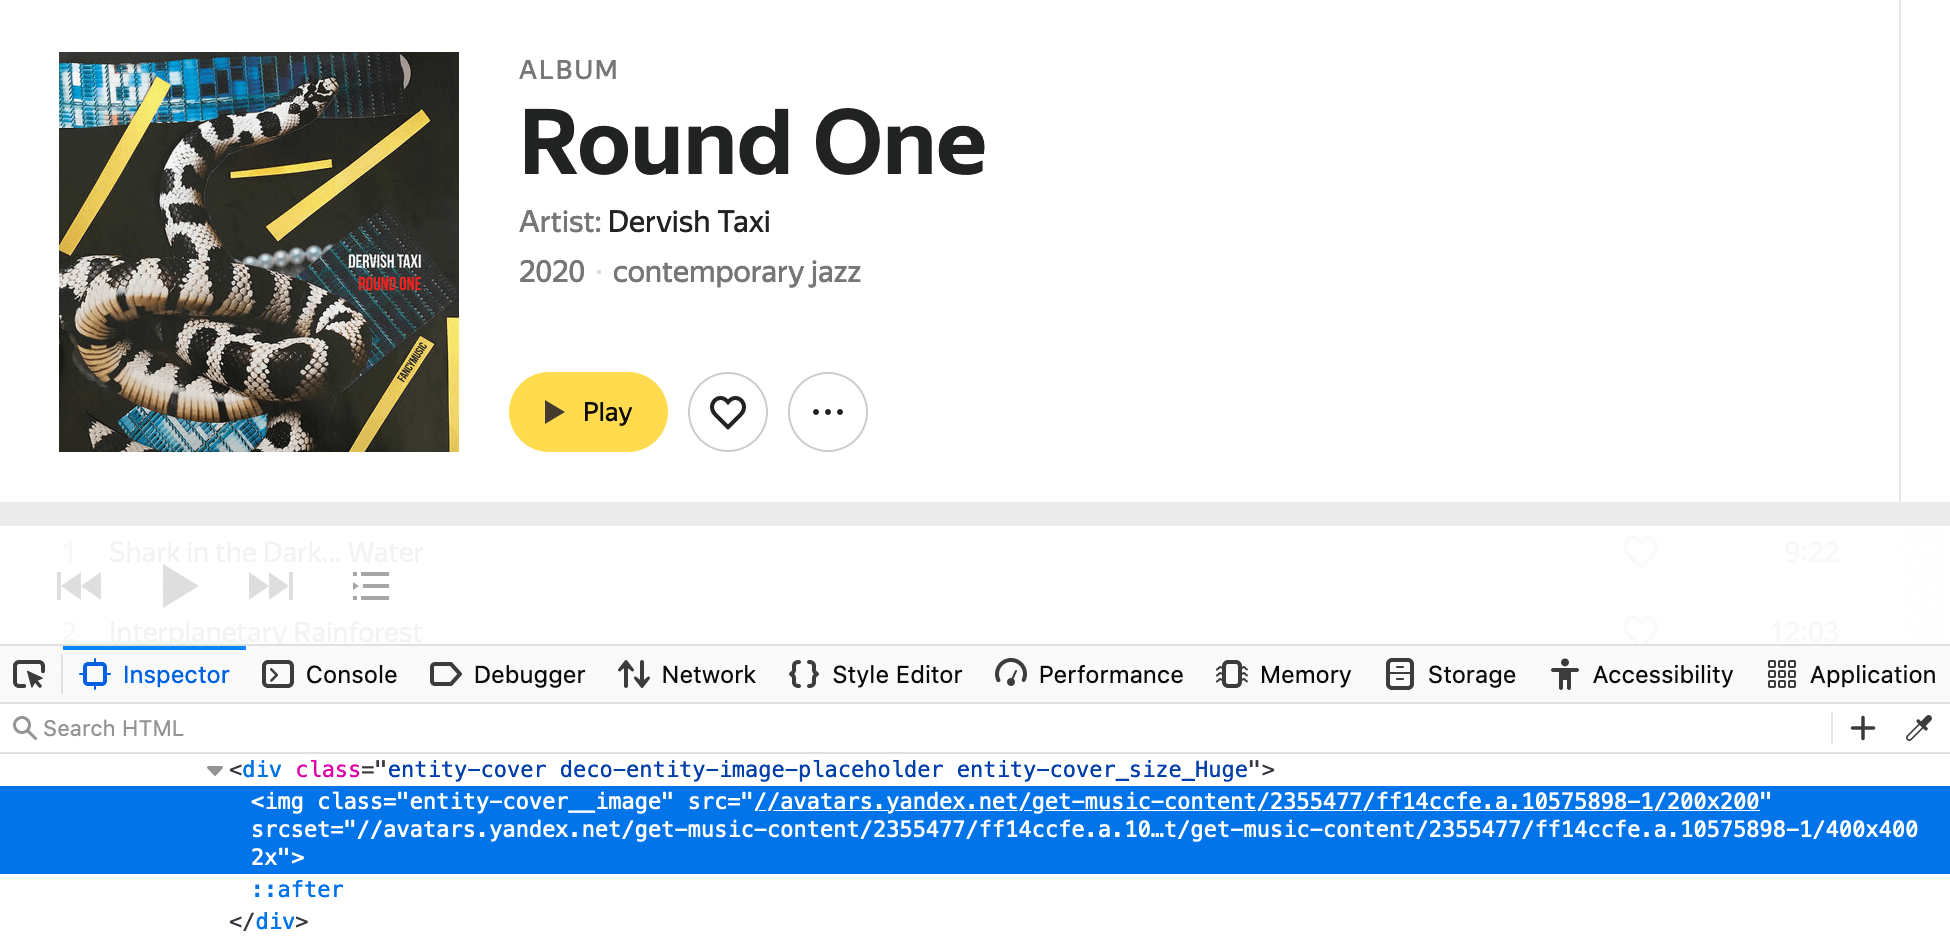 ALBUM
Round One
Artist: Dervish Taxi
2020 · contemporary jazz
DERVISH TAXI
ROUND ONE
FANCYMUSIC
Play
1 Shark in the Dark... Water 9:22
2 Interplanetary Rainforest 12:03
Inspector Console Debugger Network Style Editor Performance Memory Storage Accessibility Application
Search HTML
<div class="entity-cover deco-entity-image-placeholder entity-cover_size_Huge">
<img class="entity-cover__image" src="//avatars.yandex.net/get-music-content/2355477/ff14ccfe.a.10575898-1/200x200"
srcset="//avatars.yandex.net/get-music-content/2355477/ff14ccfe.a.10…t/get-music-content/2355477/ff14ccfe.a.10575898-1/400x400
2x">
::after
</div>